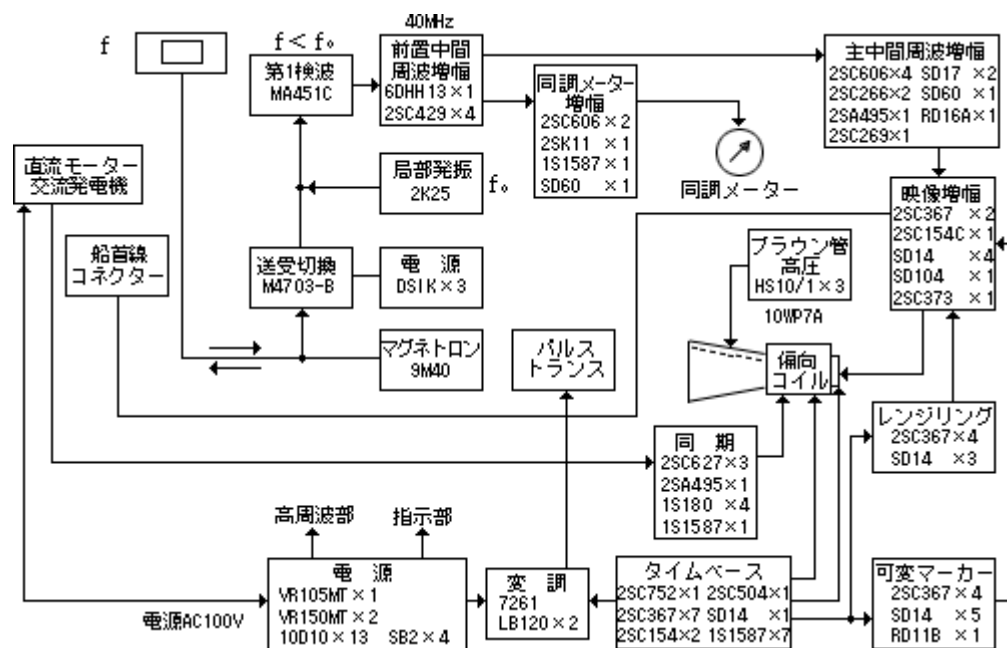 40MHz
f
f<f₀
第1検波
MA451C
前置中間
周波増幅
6DHH13×1
2SC429×4
同調メーター
増幅
2SC606×2
2SK11 ×1
1S1587×1
SD60 ×1
同調メーター
主中間周波増幅
2SC606×4 SD17 ×2
2SC266×2 SD60 ×1
2SA495×1 RD16A×1
2SC269×1
直流モーター
交流発電機
局部発振
2K25
f₀
映像増幅
2SC367 ×2
2SC154C×1
SD14 ×4
SD104 ×1
2SC373 ×1
船首線
コネクター
送受切換
M4703-B
電 源
DS1K×3
ブラウン管
高圧
HS10/1×3
10WP7A
マグネトロン
9M40
パルス
トランス
偏向
コイル
レンジリング
2SC367×4
SD14 ×3
同 期
2SC627×3
2SA495×1
1S180 ×4
1S1587×1
高周波部
指示部
電源AC100V
電 源
VR105MT×1
VR150MT×2
10D10×13 SB2×4
変 調
7261
LB120×2
タイムベース
2SC752×1 2SC504×1
2SC367×7 SD14 ×1
2SC154×2 1S1587×7
可変マーカー
2SC367×4
SD14 ×5
RD11B ×1